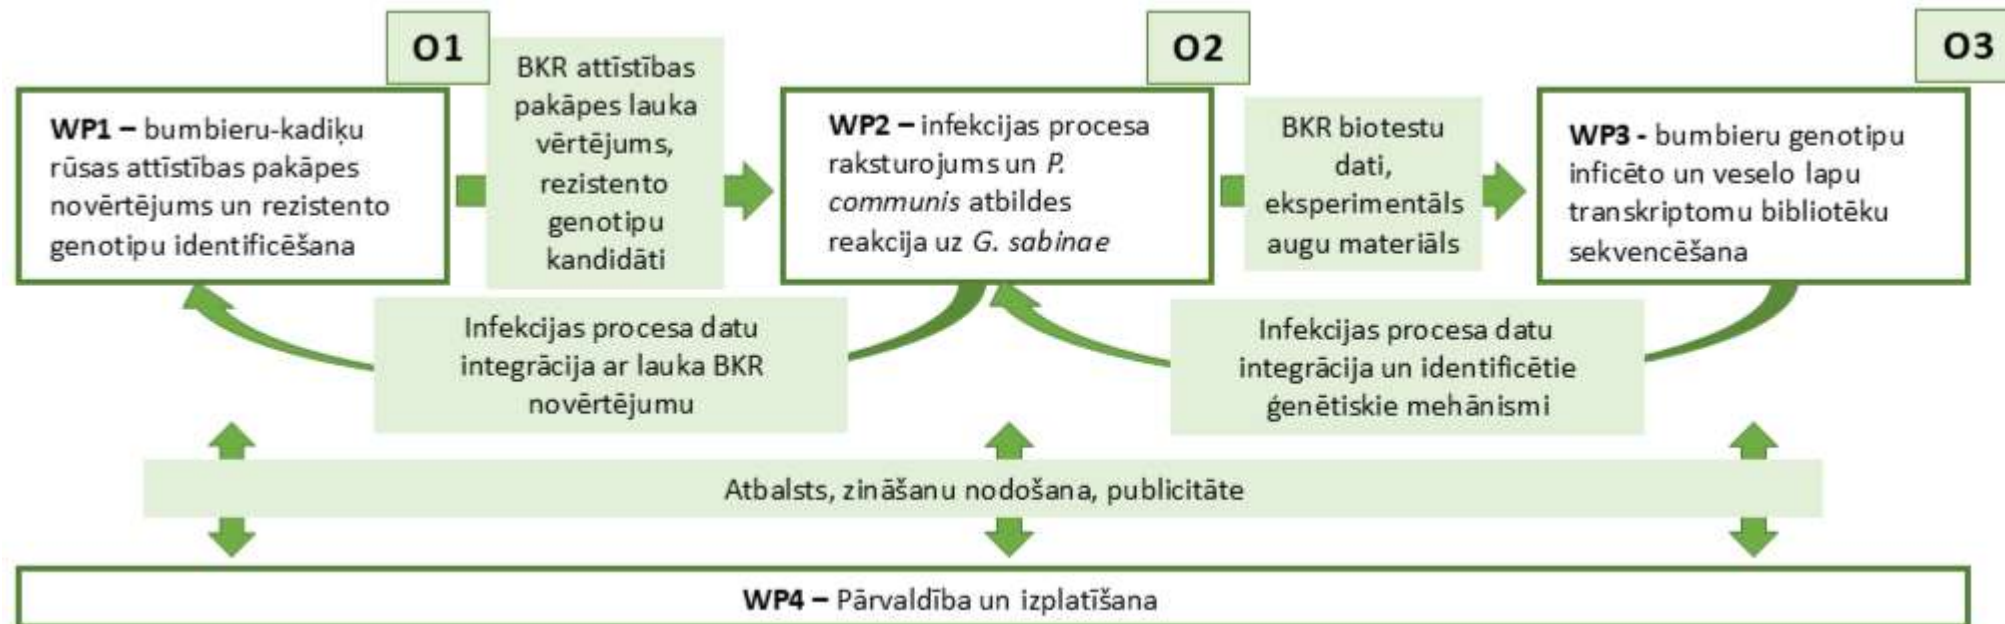 O1
BKR attīstības
pakāpes lauka
vērtējums,
rezistento
genotipu
kandidāti
O2
O3
WP1 – bumbieru-kadiķu
rūsas attīstības pakāpes
novērtējums un rezistento
genotipu identificēšana
WP2 – infekcijas procesa
raksturojums un P.
communis atbildes
reakcija uz G. sabinae
BKR biotestu
dati,
eksperimentāls
augu materiāls
WP3 - bumbieru genotipu
inficēto un veselo lapu
transkriptomu bibliotēku
sekvencēšana
Infekcijas procesa datu
integrācija ar lauka BKR
novērtējumu
Infekcijas procesa datu
integrācija un identificētie
ģenētiskie mehānismi
Atbalsts, zināšanu nodošana, publicitāte
WP4 – Pārvaldība un izplatīšana